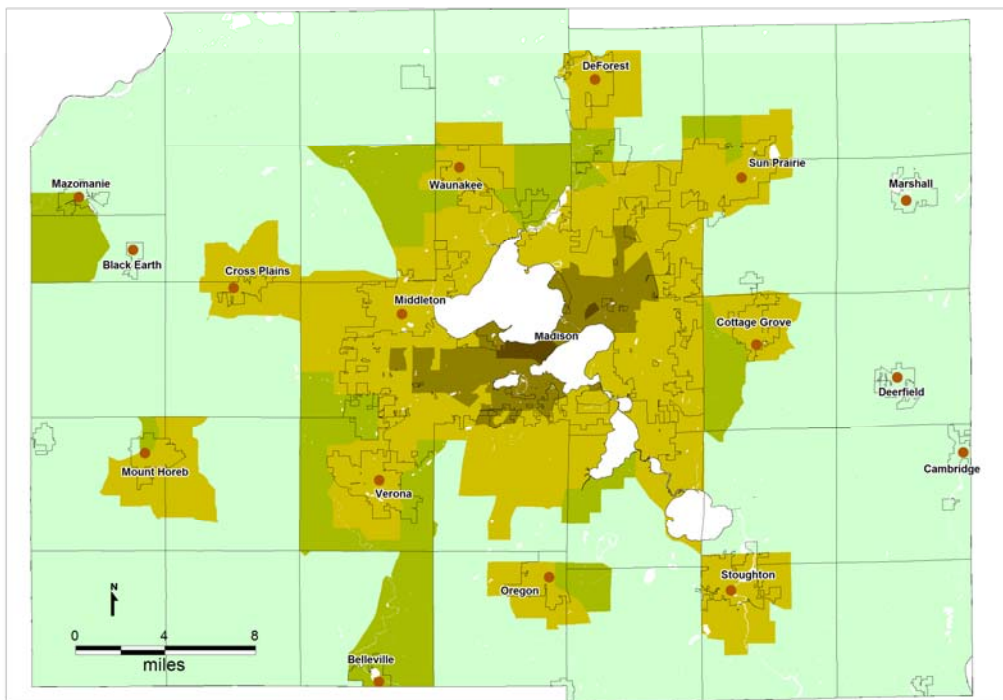 DeForest
Sun Prairie
Waunakee
Mazomanie
Marshall
Black Earth
Cross Plains
Middleton
Cottage Grove
Madison
Deerfield
Mount Horeb
Cambridge
Verona
Stoughton
Oregon
N
0 4 8
miles
Belleville